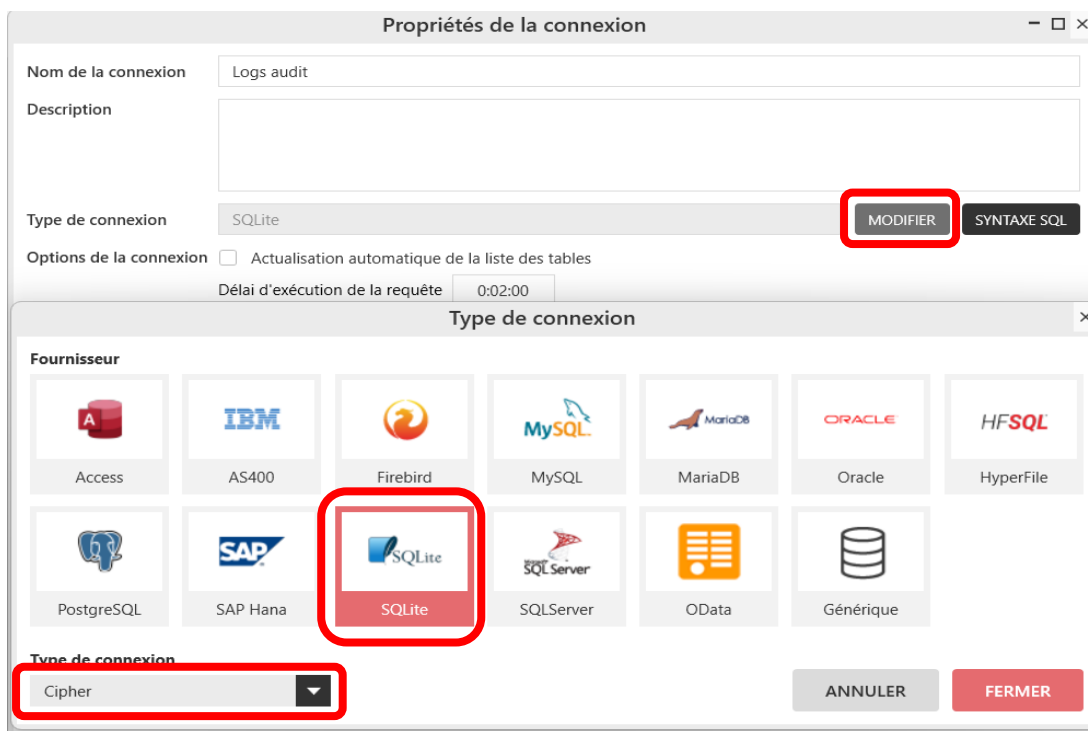 Propriétés de la connexion
Nom de la connexion Logs audit
Description
Type de connexion SQLite MODIFIER SYNTAXE SQL
Options de la connexion Actualisation automatique de la liste des tables
Délai d'exécution de la requête 0:02:00
Type de connexion
Fournisseur
A IBM MySQL. MariaDB ORACLE HFSQL
Access AS400 Firebird MySQL MariaDB Oracle HyperFile
SAP SQLite SQL Server
PostgreSQL SAP Hana SQLite SQLServer OData Générique
Type de connexion
Cipher ANNULER FERMER